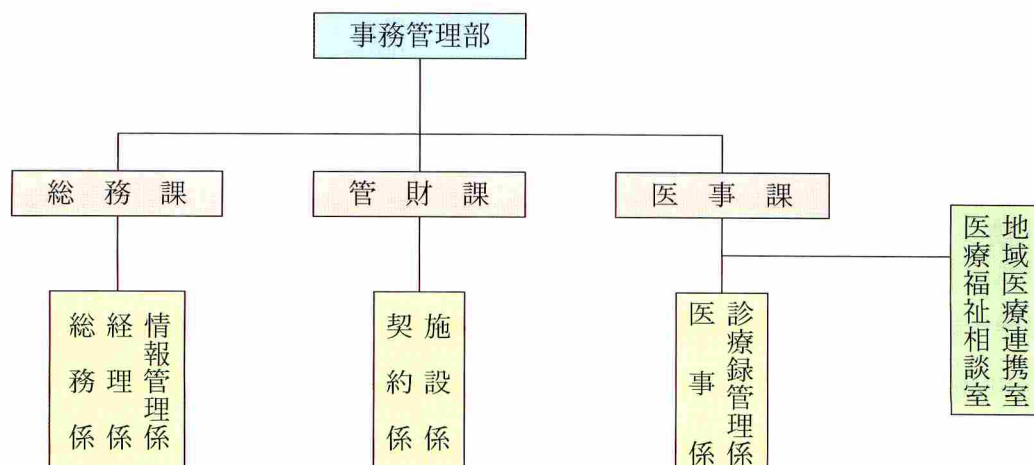 事務管理部
総務課
管財課
医事課
地域医療連携室
医療福祉相談室
情報管理係
経理係
総務係
施設係
契約係
診療録管理係
医事係